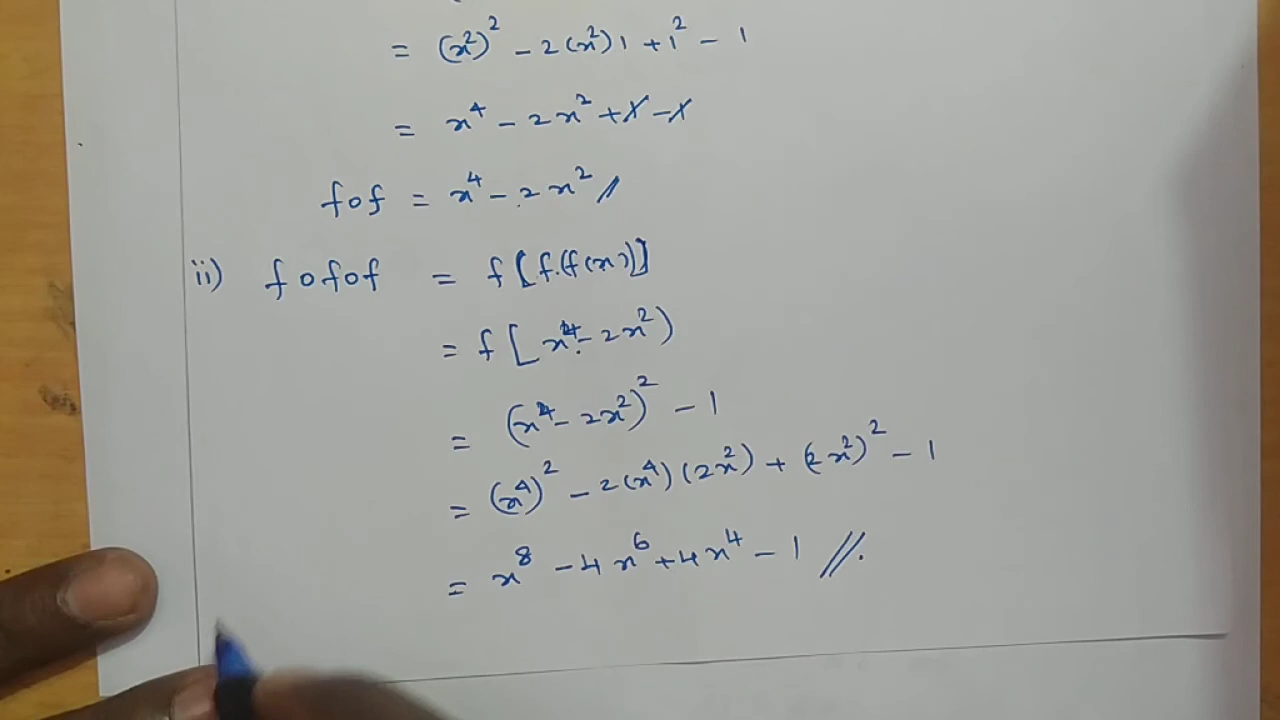 = (x²)² - 2(x²)1 + 1² - 1
= x⁴ - 2x² + 1 - 1
fof = x⁴ - 2x² //
ii) fofof = f[f.(f(x))]
= f[x⁴ - 2x²)
= (x⁴ - 2x²)² - 1
= (x⁴)² - 2(x⁴)(2x²) + (2x²)² - 1
= x⁸ - 4x⁶ + 4x⁴ - 1 //.